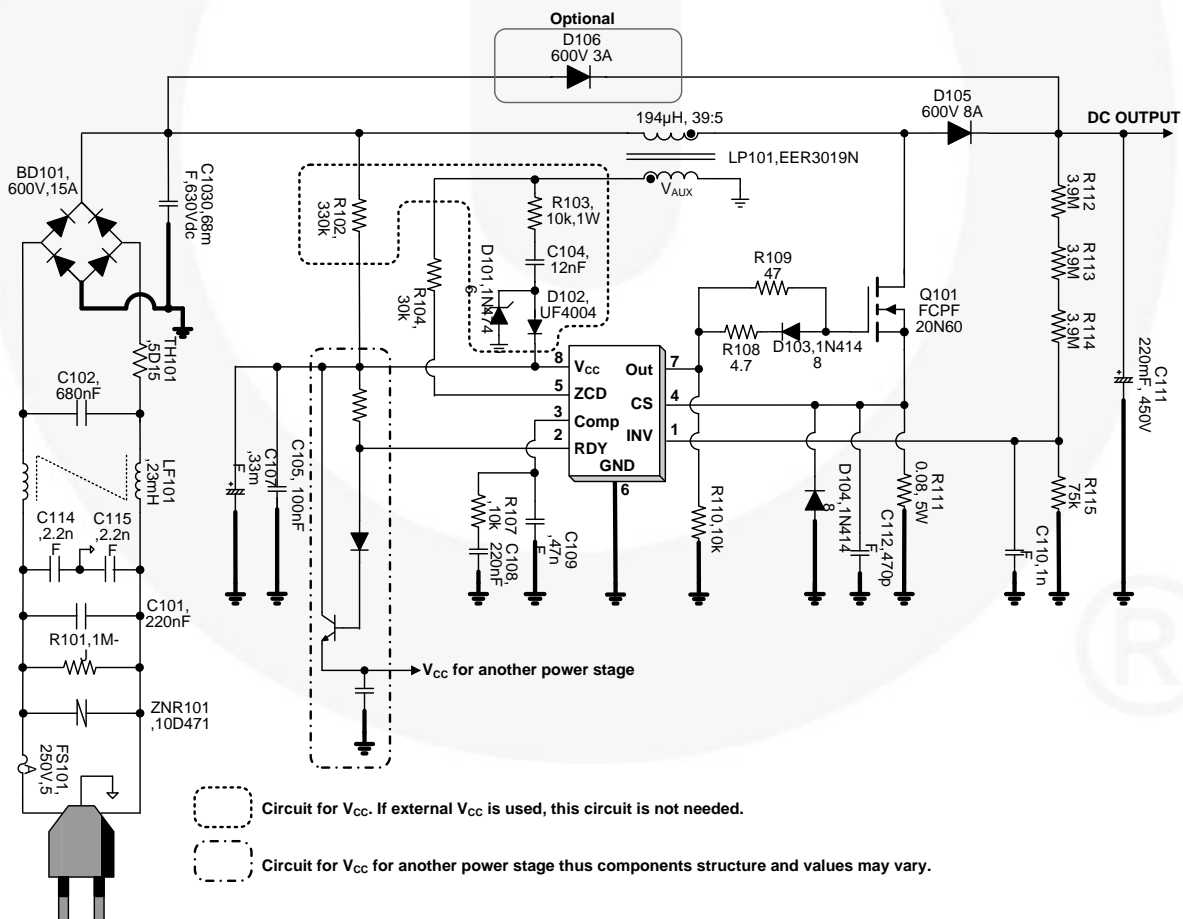 Optional
D106
600V 3A
194µH, 39:5
D105
600V 8A
DC OUTPUT
LP101,EER3019N
VAUX
BD101,
600V,15A
C1030,68m
F,630Vdc
R102,
330k
R103,
10k,1W
C104,
12nF
D101,1N474
6
D102,
UF4004
R104,
30k
R109
47
R108
4.7
D103,1N414
8
Q101
FCPF
20N60
R112
3.9M
R113
3.9M
R114
3.9M
C111
220mF, 450V
TH101
,5D15
C102,
680nF
8
VCC
Out
7
5
ZCD
CS
4
3
Comp
INV
1
2
RDY
GND
6
LF101
,23mH
C107
,33m
F
C105, 100nF
R107
,10k
C108,
220nF
C109
,47n
F
R110,10k
D104,1N414
8
C112,470p
F
R111
0.08, 5W
C110,1n
F
R115
75k
C114
,2.2n
F
C115
,2.2n
F
C101,
220nF
R101,1M-
J
ZNR101
,10D471
FS101,
250V,5
A
VCC for another power stage
Circuit for VCC. If external VCC is used, this circuit is not needed.
Circuit for VCC for another power stage thus components structure and values may vary.
®